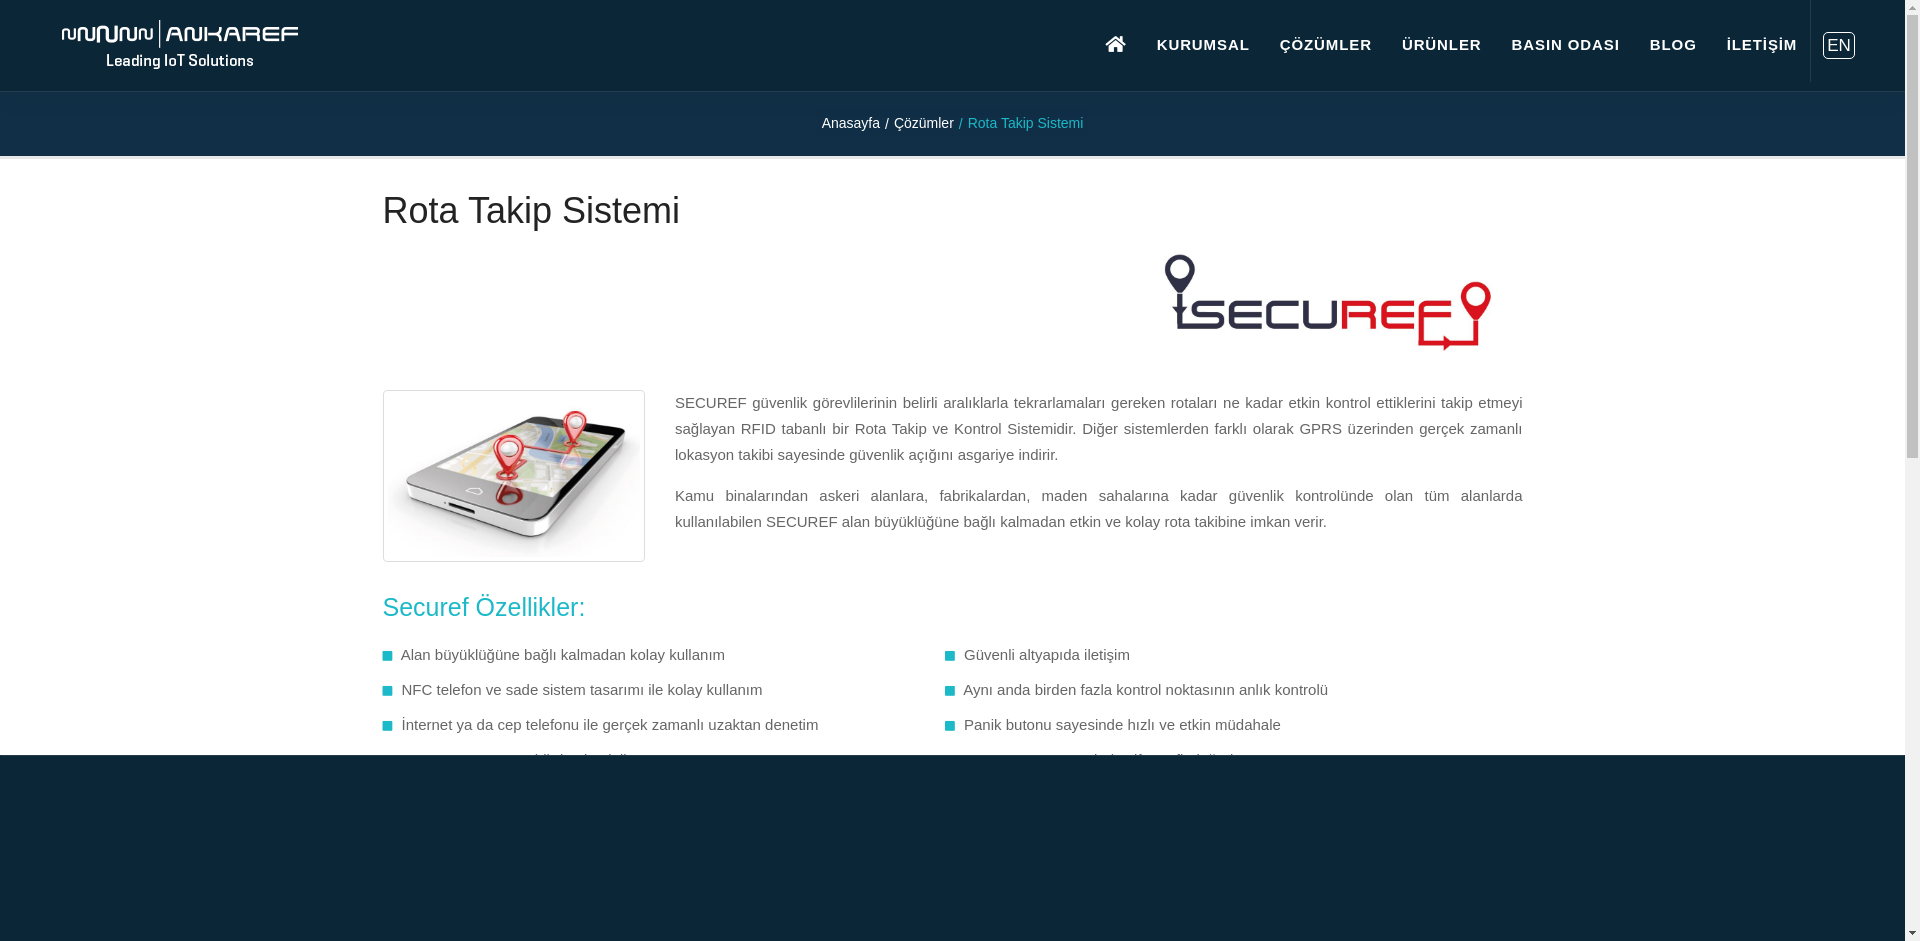 ANKAREF
Leading IoT Solutions
KURUMSAL
ÇÖZÜMLER
ÜRÜNLER
BASIN ODASI
BLOG
İLETİŞİM
EN
Anasayfa / Çözümler / Rota Takip Sistemi
Rota Takip Sistemi
SECUREF
SECUREF güvenlik görevlilerinin belirli aralıklarla tekrarlamaları gereken rotaları ne kadar etkin kontrol ettiklerini takip etmeyi
sağlayan RFID tabanlı bir Rota Takip ve Kontrol Sistemidir. Diğer sistemlerden farklı olarak GPRS üzerinden gerçek zamanlı
lokasyon takibi sayesinde güvenlik açığını asgariye indirir.
Kamu binalarından askeri alanlara, fabrikalardan, maden sahalarına kadar güvenlik kontrolünde olan tüm alanlarda
kullanılabilen SECUREF alan büyüklüğüne bağlı kalmadan etkin ve kolay rota takibine imkan verir.
Securef Özellikler:
Alan büyüklüğüne bağlı kalmadan kolay kullanım
NFC telefon ve sade sistem tasarımı ile kolay kullanım
İnternet ya da cep telefonu ile gerçek zamanlı uzaktan denetim
Güvenli altyapıda iletişim
Aynı anda birden fazla kontrol noktasının anlık kontrolü
Panik butonu sayesinde hızlı ve etkin müdahale